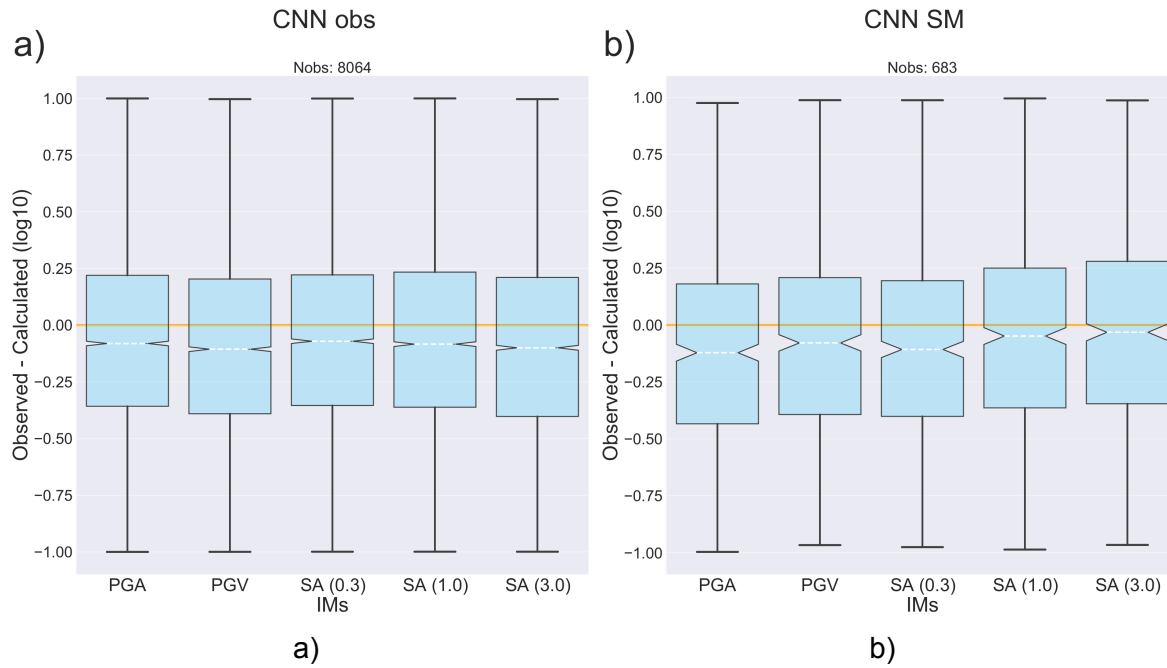 CNN obs
a)
Nobs: 8064
Observed - Calculated (log10)
1.00
0.75
0.50
0.25
0.00
−0.25
−0.50
−0.75
−1.00
PGA PGV SA (0.3) SA (1.0) SA (3.0)
IMs
a)
CNN SM
b)
Nobs: 683
Observed - Calculated (log10)
1.00
0.75
0.50
0.25
0.00
−0.25
−0.50
−0.75
−1.00
PGA PGV SA (0.3) SA (1.0) SA (3.0)
IMs
b)